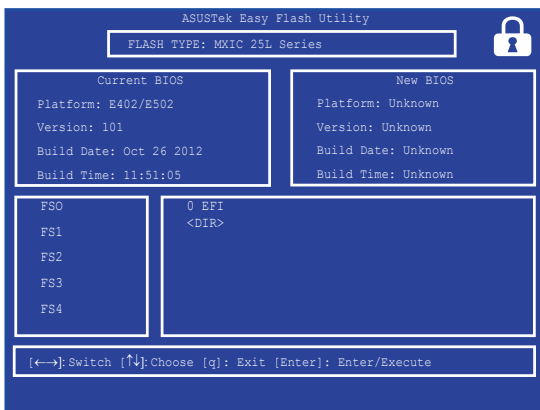 ASUSTek Easy Flash Utility
FLASH TYPE: MXIC 25L Series
Current BIOS
Platform: E402/E502
Version: 101
Build Date: Oct 26 2012
Build Time: 11:51:05
New BIOS
Platform: Unknown
Version: Unknown
Build Date: Unknown
Build Time: Unknown
FSO
FS1
FS2
FS3
FS4
0 EFI
<DIR>
[←→]: Switch [↑↓]: Choose [q]: Exit [Enter]: Enter/Execute